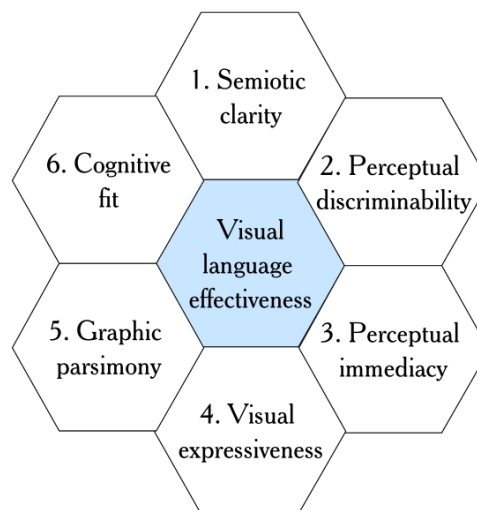 1. Semiotic
clarity
2. Perceptual
discriminability
3. Perceptual
immediacy
4. Visual
expressiveness
5. Graphic
parsimony
6. Cognitive
fit
Visual
language
effectiveness